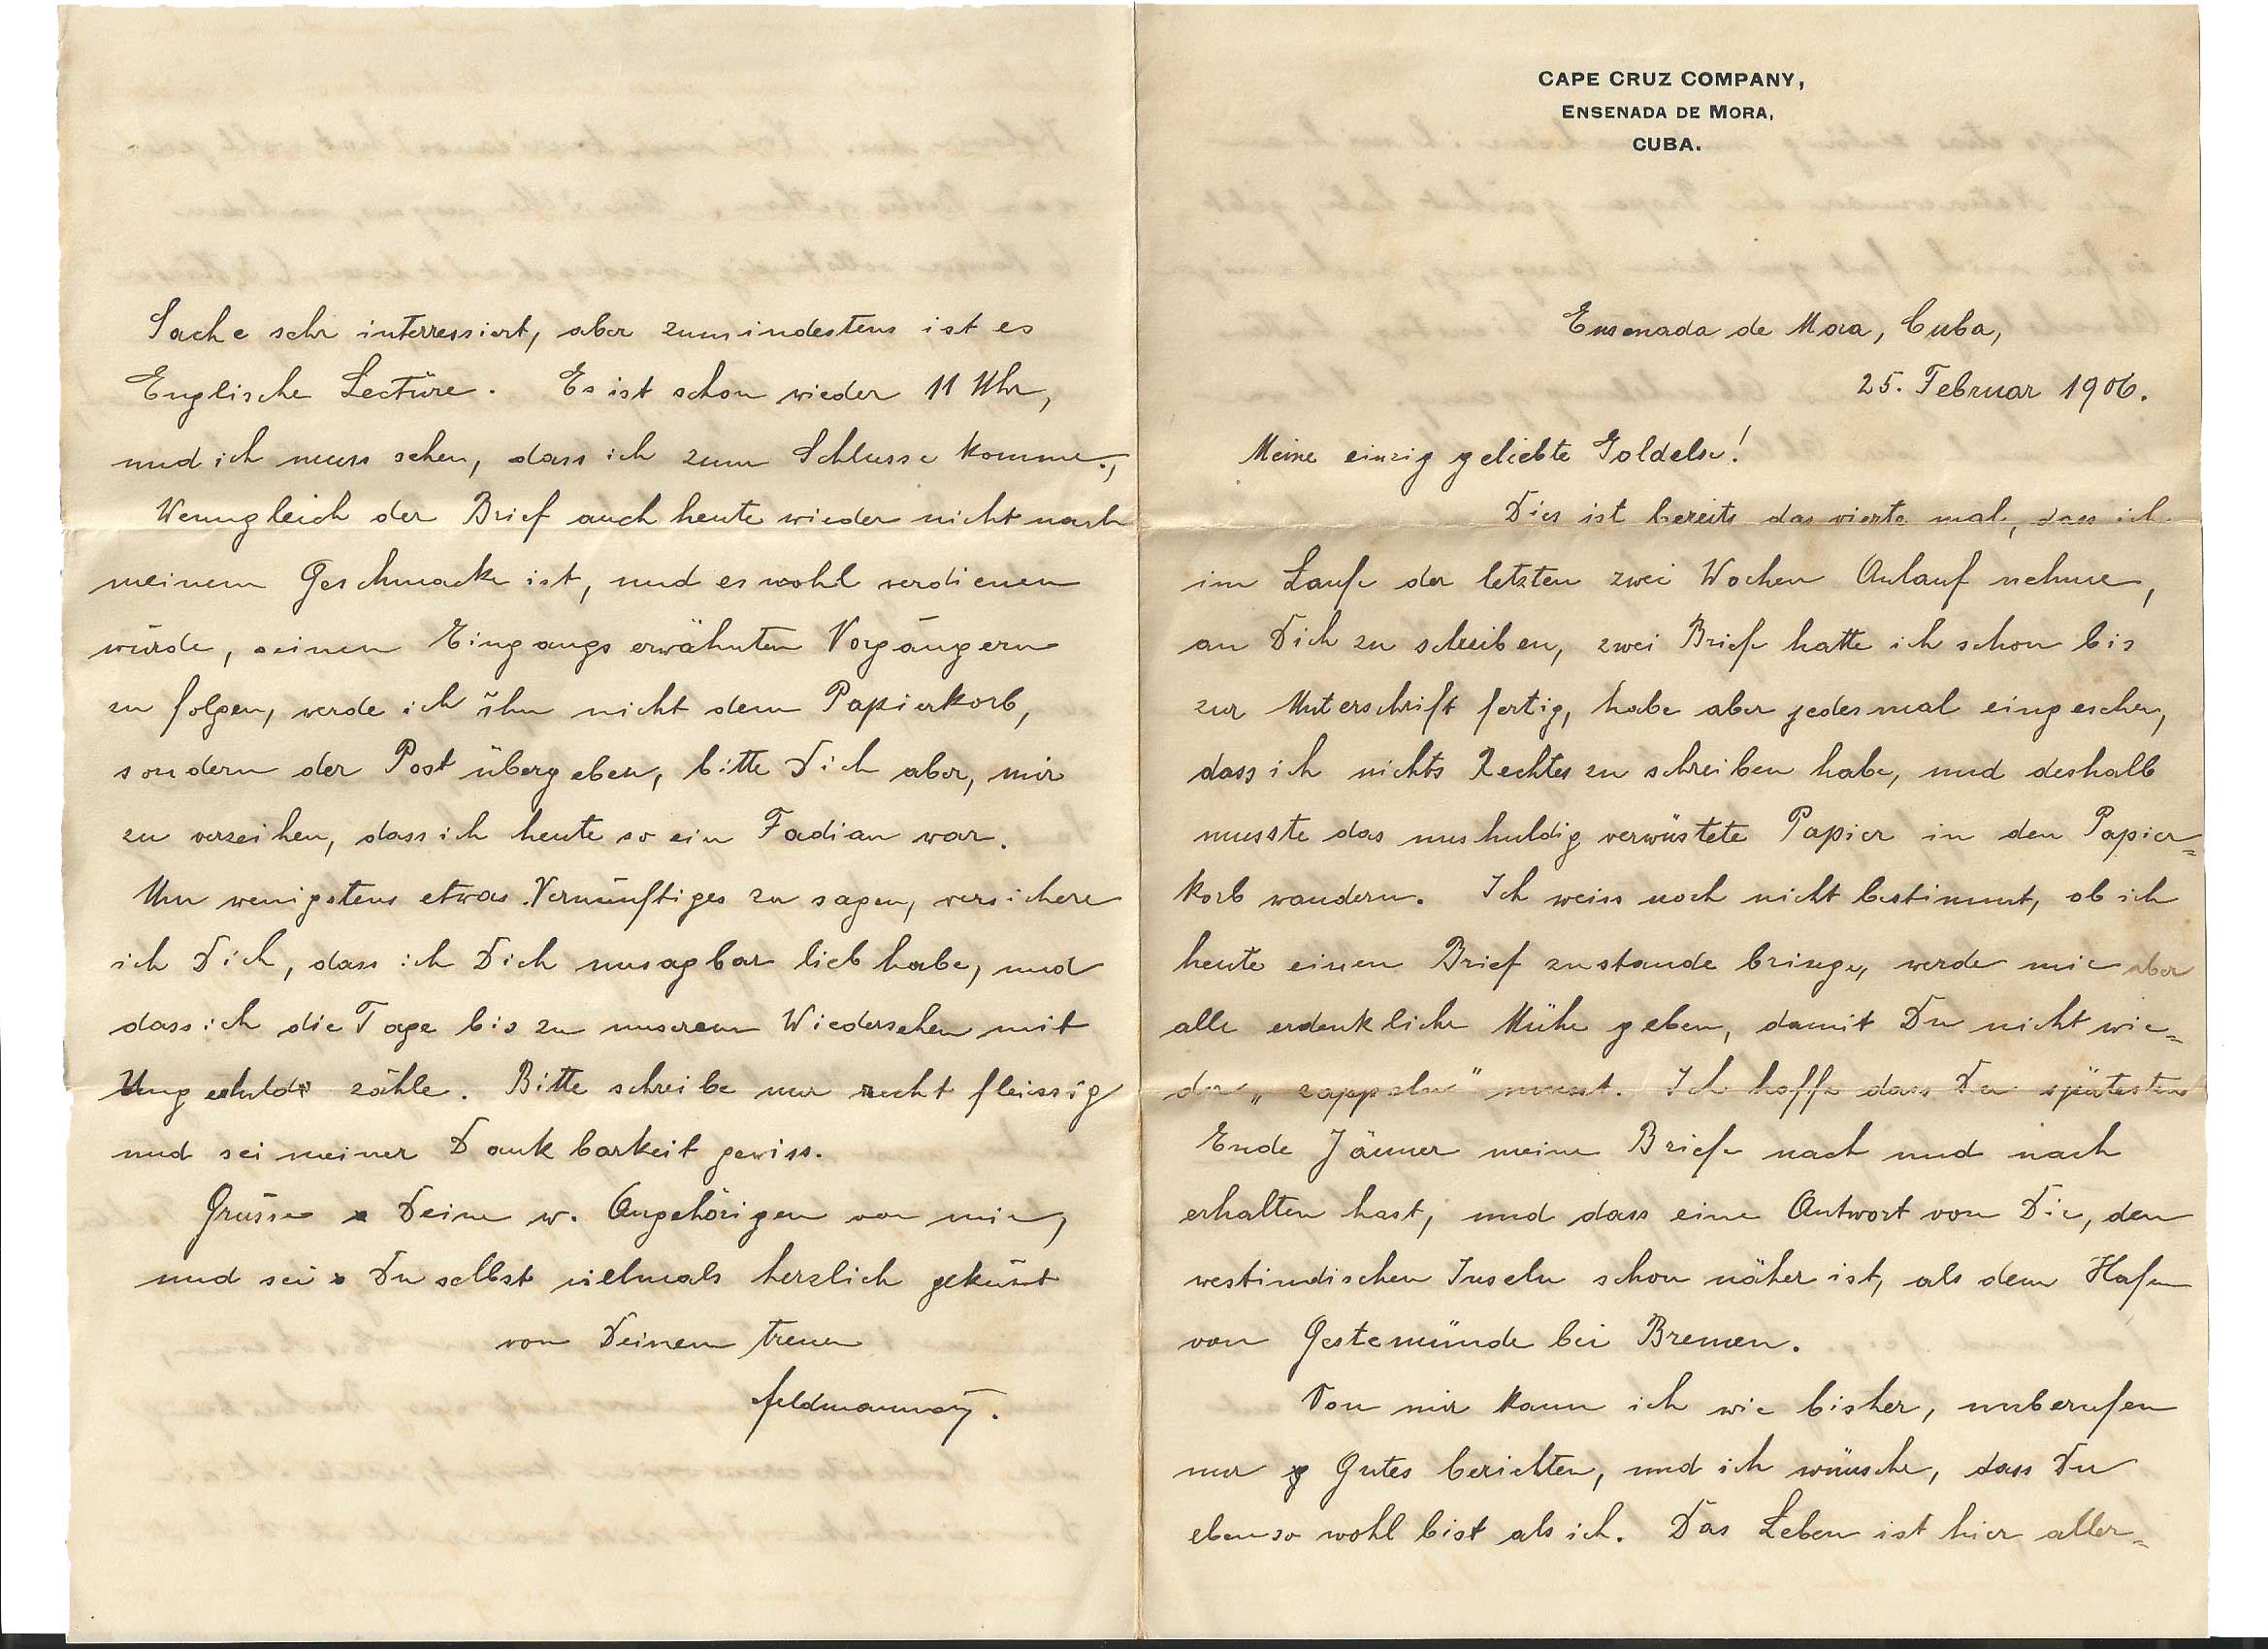 CAPE CRUZ COMPANY,
ENSENADA DE MORA,
CUBA.
Ensenada de Mora, Cuba,
25. Februar 1906.
Meine einzig geliebte Goldelse!
Dies ist bereits das vierte mal, dass ich
im Laufe der letzten zwei Wochen Anlauf nehme,
an Dich zu schreiben, zwei Briefe hatte ich schon bis
zur Unterschrift fertig, habe aber jedesmal eingesehen,
dass ich nichts Rechtes zu schreiben habe, und deshalb
musste das unshuldig verwüstete Papier in den Papier=
korb wandern. Ich weiss noch nicht bestimmt, ob ich
heute einen Brief zustande bringe, werde mir aber
alle erdenkliche Mühe geben, damit Du nicht wie=
der „zappeln" musst. Ich hoffe dass Du spätestens
Ende Jänner meine Briefe nach und nach
erhalten hast, und dass eine Antwort von Dir, den
westindischen Inseln schon näher ist, als dem Hafen
von Gestemünde bei Bremen.
Von mir kann ich wie bisher, unberufen
nur Gutes berichten, und ich wünsche, dass Du
ebenso wohl bist als ich. Das Leben ist hier aller=
Sache sehr interressiert, aber zumindestens ist es
Englische Lectüre. Es ist schon wieder 11 Uhr,
und ich muss sehen, dass ich zum Schlusse komme.,
Wenngleich der Brief auch heute wieder nicht nach
meinem Geschmacke ist, und es wohl verdienen
würde, seinen Eingangs erwähnten Vorgängern
zu folgen, werde ich ihn nicht dem Papierkorb,
sondern der Post übergeben, bitte Dich aber, mir
zu verzeihen, dass ich heute so ein Fadian war.
Um wenigstens etwas Vernünftiges zu sagen, versichere
ich Dich, dass ich Dich unsagbar lieb habe, und
dass ich die Tage bis zu unserem Wiedersehen mit
Ungeduld zähle. Bitte schreibe nur recht fleissig
und sei meiner Dankbarkeit gewiss.
Grüsse Deine w. Angehörigen von mir,
und sei Du selbst vielmals herzlich geküsst
von Deinem treuen